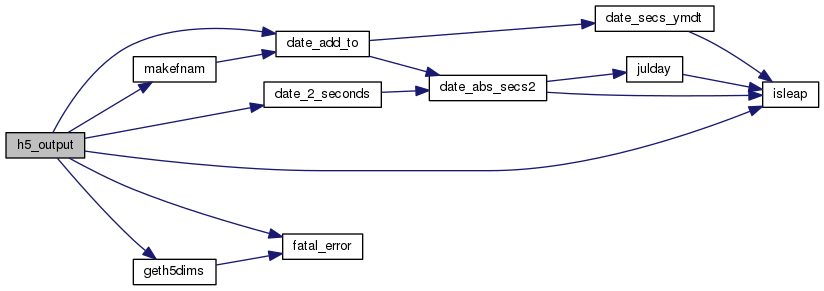 date_secs_ymdt
date_add_to
makefnam
julday
date_abs_secs2
date_2_seconds
isleap
h5_output
fatal_error
geth5dims